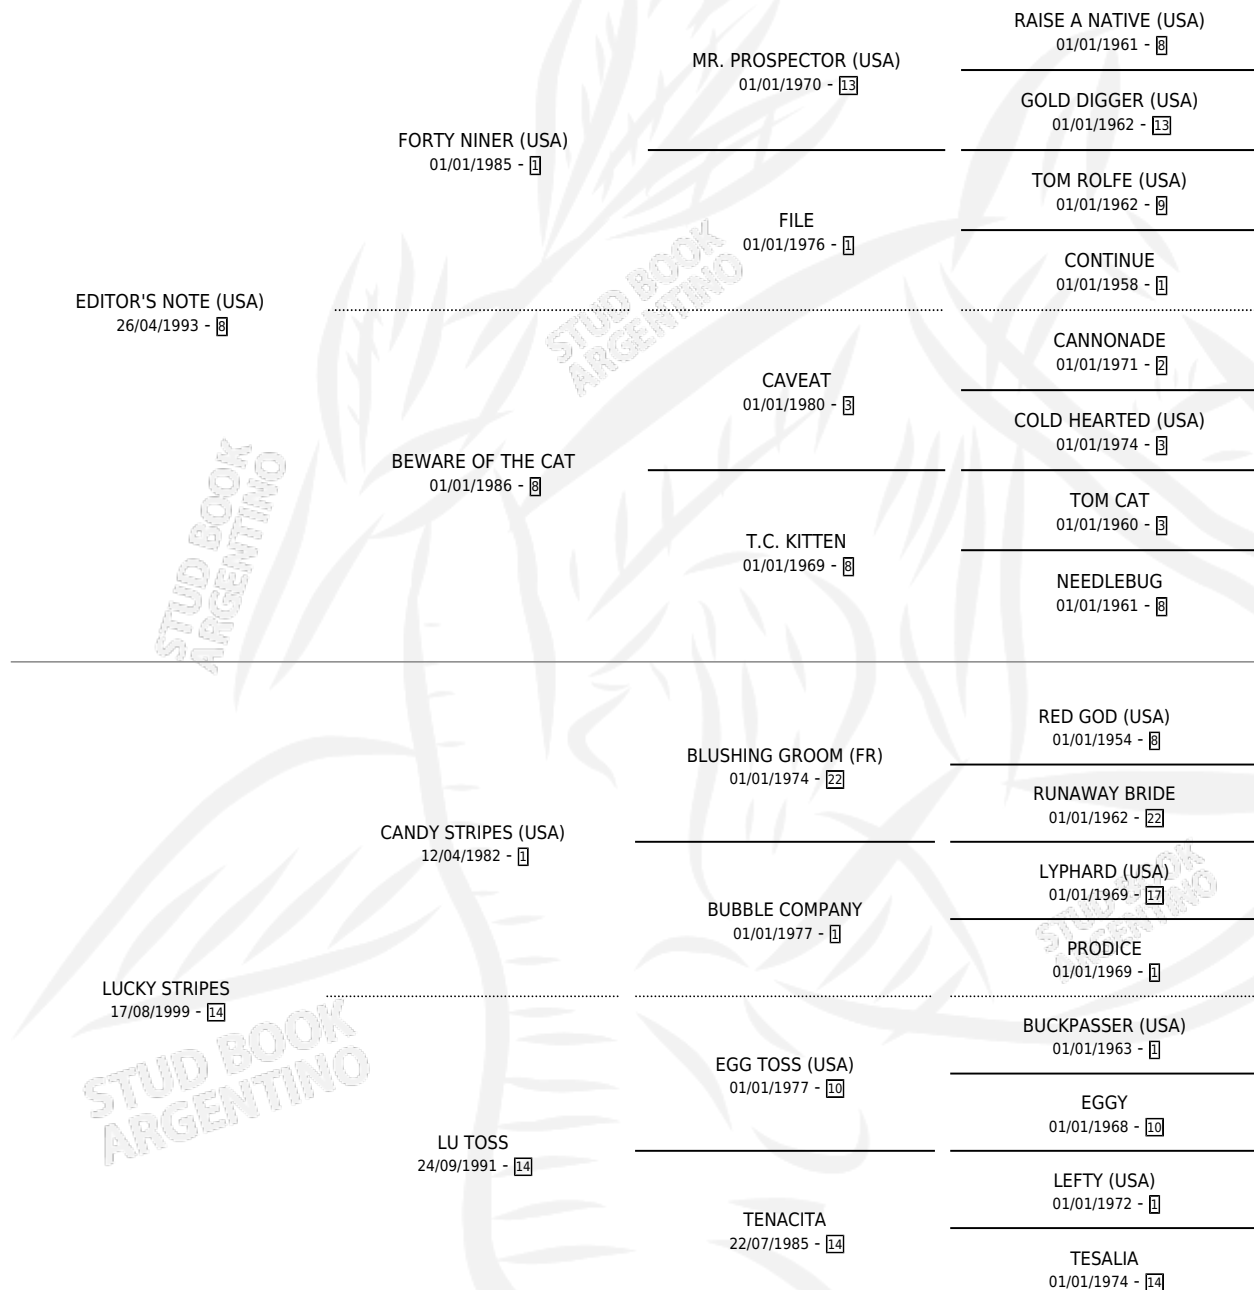 RAISE A NATIVE (USA)
01/01/1961 - 8
MR. PROSPECTOR (USA)
01/01/1970 - 13
GOLD DIGGER (USA)
01/01/1962 - 13
FORTY NINER (USA)
01/01/1985 - 1
TOM ROLFE (USA)
01/01/1962 - 9
FILE
01/01/1976 - 1
CONTINUE
01/01/1958 - 1
EDITOR'S NOTE (USA)
26/04/1993 - 8
CANNONADE
01/01/1971 - 2
CAVEAT
01/01/1980 - 3
COLD HEARTED (USA)
01/01/1974 - 3
BEWARE OF THE CAT
01/01/1986 - 8
TOM CAT
01/01/1960 - 3
T.C. KITTEN
01/01/1969 - 8
NEEDLEBUG
01/01/1961 - 8
RED GOD (USA)
01/01/1954 - 8
BLUSHING GROOM (FR)
01/01/1974 - 22
RUNAWAY BRIDE
01/01/1962 - 22
CANDY STRIPES (USA)
12/04/1982 - 1
LYPHARD (USA)
01/01/1969 - 17
BUBBLE COMPANY
01/01/1977 - 1
PRODICE
01/01/1969 - 1
LUCKY STRIPES
17/08/1999 - 14
BUCKPASSER (USA)
01/01/1963 - 1
EGG TOSS (USA)
01/01/1977 - 10
EGGY
01/01/1968 - 10
LU TOSS
24/09/1991 - 14
LEFTY (USA)
01/01/1972 - 1
TENACITA
22/07/1985 - 14
TESALIA
01/01/1974 - 14
STUD BOOK
ARGENTINO
STUD BOOK
ARGENTINO
STUD BOOK
ARGENTINO
STUD BOOK
ARGENTINO